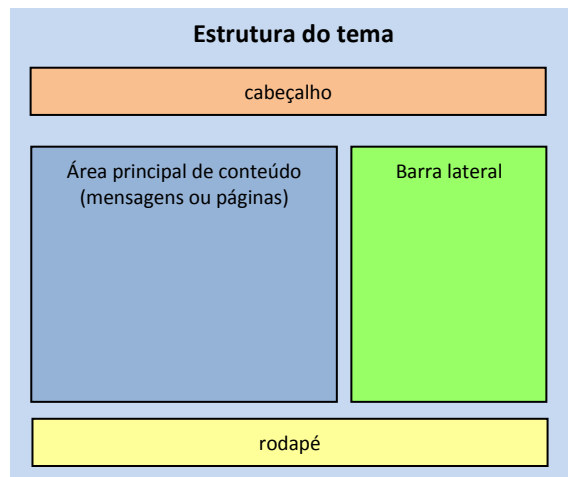 Estrutura do tema
cabeçalho
Área principal de conteúdo
(mensagens ou páginas)
Barra lateral
rodapé